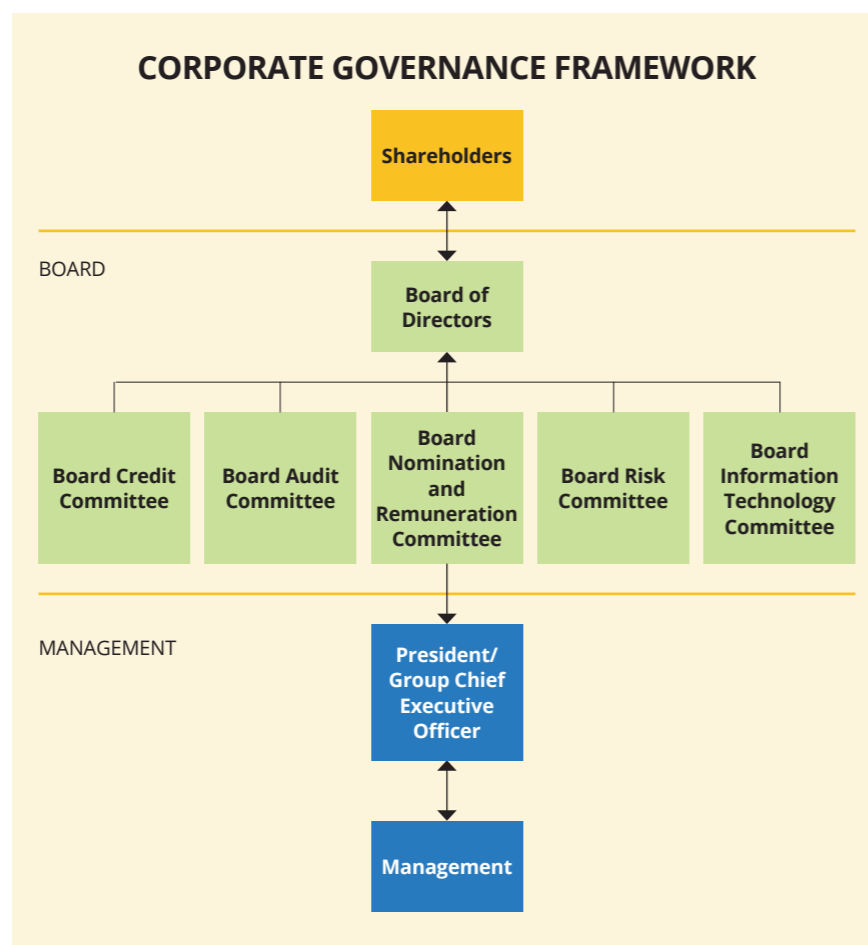 CORPORATE GOVERNANCE FRAMEWORK
Shareholders
BOARD
Board of
Directors
Board Credit
Committee
Board Audit
Committee
Board
Nomination
and
Remuneration
Committee
Board Risk
Committee
Board
Information
Technology
Committee
MANAGEMENT
President/
Group Chief
Executive
Officer
Management